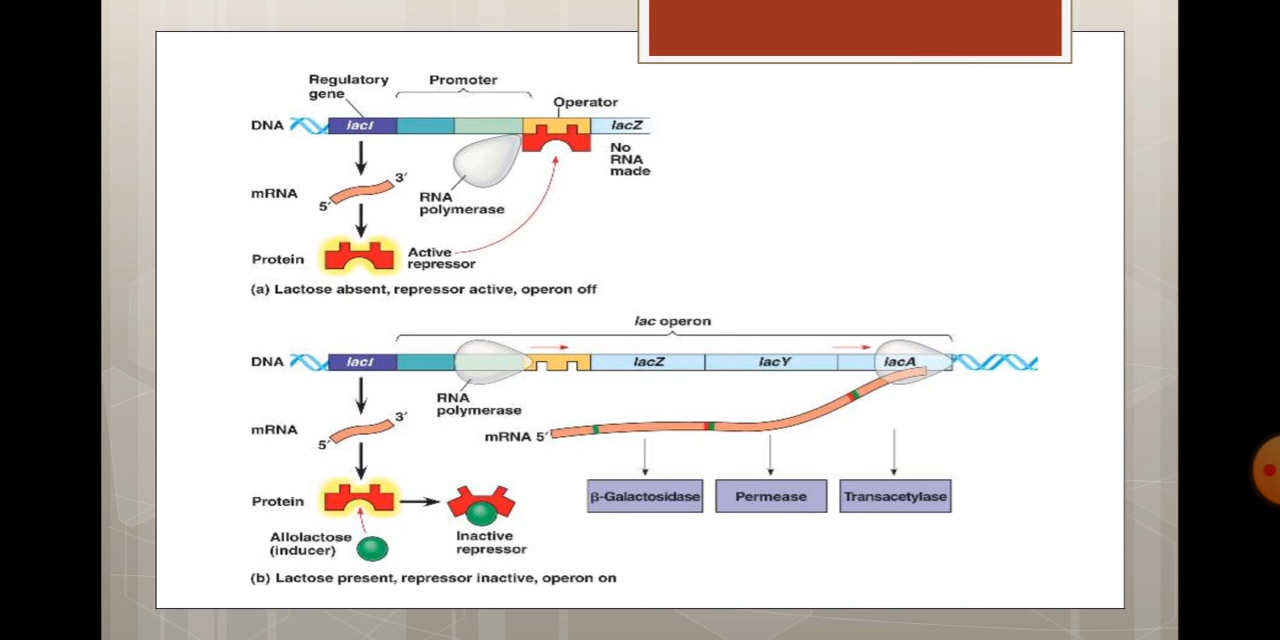 Regulatory
gene
Promoter
Operator
DNA
lacI
lacZ
No
RNA
made
mRNA
5′
3′
RNA
polymerase
Protein
Active
repressor
(a) Lactose absent, repressor active, operon off
lac operon
DNA
lacI
lacZ
lacY
lacA
RNA
polymerase
mRNA
5′
3′
mRNA 5′
Protein
β-Galactosidase
Permease
Transacetylase
Allolactose
(inducer)
Inactive
repressor
(b) Lactose present, repressor inactive, operon on